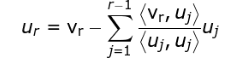 u_r = v_r − ∑_{j=1}^{r−1} ⟨v_r, u_j⟩/⟨u_j, u_j⟩ u_j